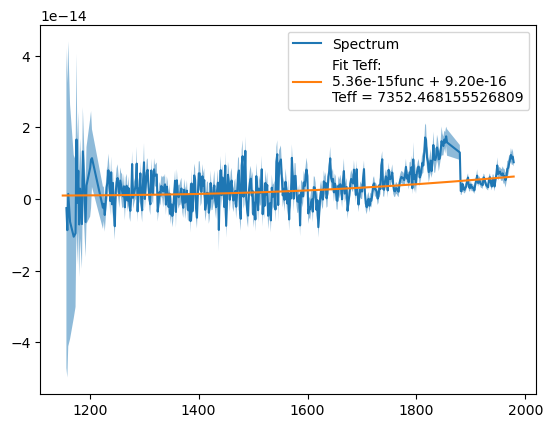 1e−14
Spectrum
Fit Teff:
5.36e-15func + 9.20e-16
Teff = 7352.468155526809
4
2
0
−2
−4
1200 1400 1600 1800 2000